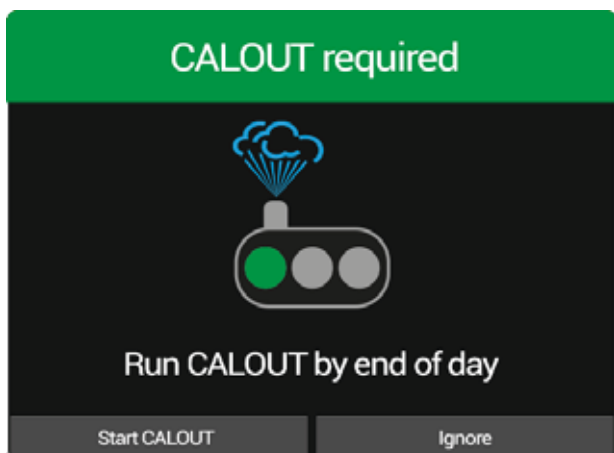 CALOUT required
Run CALOUT by end of day
Start CALOUT
Ignore